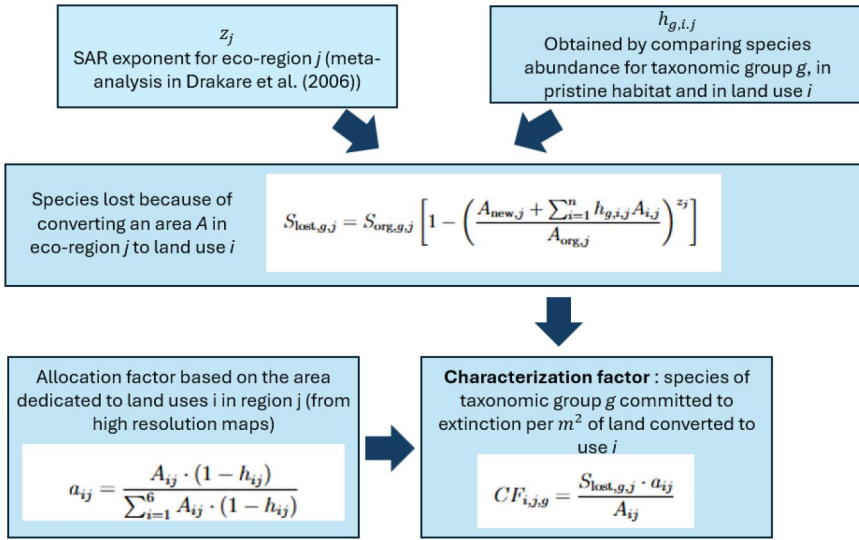 z_j
SAR exponent for eco-region j (meta-
analysis in Drakare et al. (2006))
h_{g,i.j}
Obtained by comparing species
abundance for taxonomic group g, in
pristine habitat and in land use i
Species lost because of
converting an area A in
eco-region j to land use i
S_{lost,g,j} = S_{org,g,j} [1 − ((A_{new,j} + ∑_{i=1}^{n} h_{g,i,j} A_{i,j}) / A_{org,j})^{z_j}]
Allocation factor based on the area
dedicated to land uses i in region j (from
high resolution maps)
a_{ij} = (A_{ij} · (1 − h_{ij})) / (∑_{i=1}^{6} A_{ij} · (1 − h_{ij}))
Characterization factor : species of
taxonomic group g committed to
extinction per m² of land converted to
use i
CF_{i,j,g} = (S_{lost,g,j} · a_{ij}) / A_{ij}